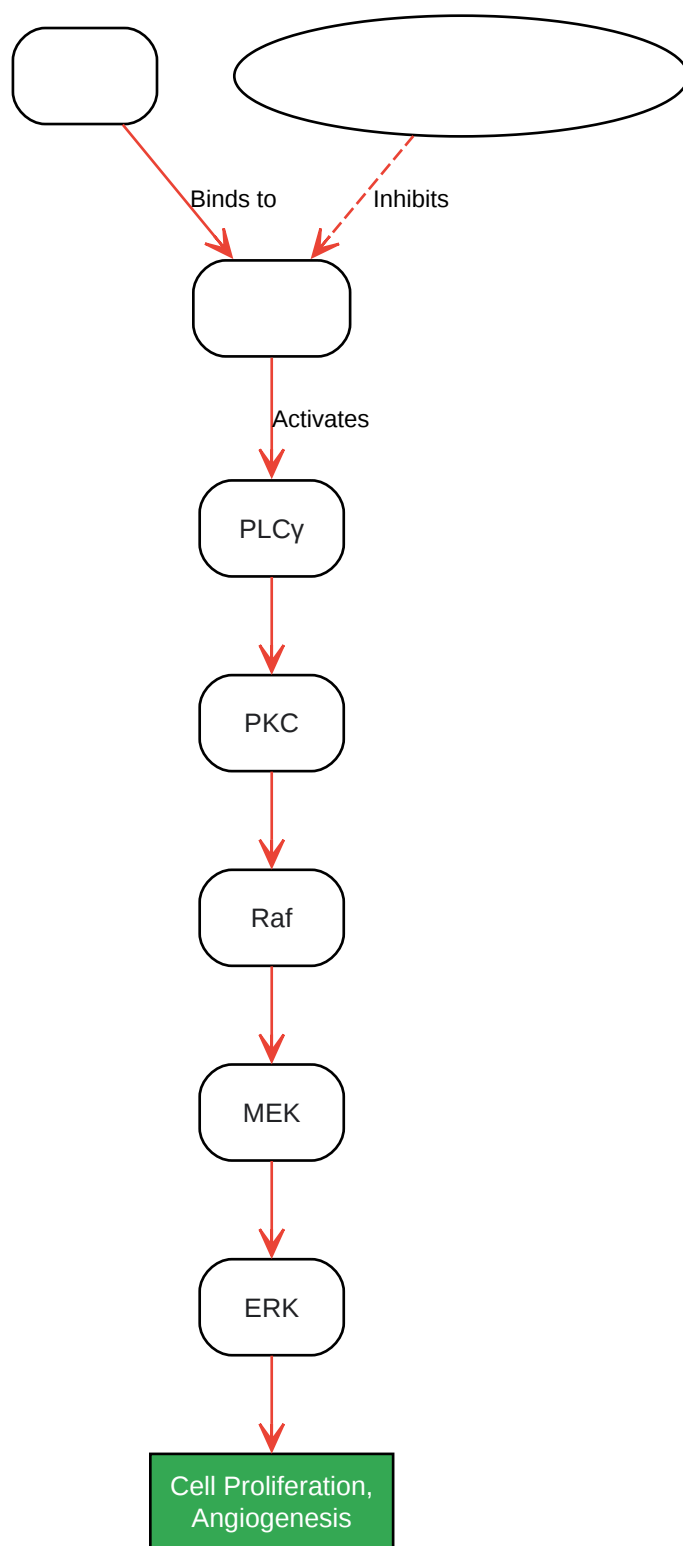 Binds to
Inhibits
Activates
PLCγ
PKC
Raf
MEK
ERK
Cell Proliferation,
Angiogenesis